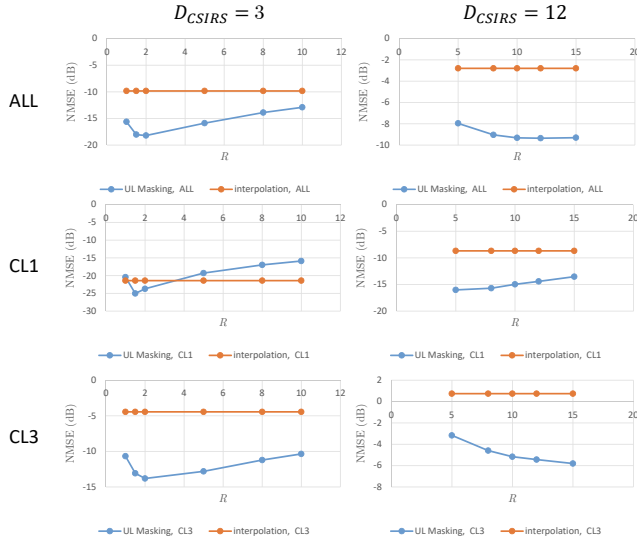 D_CSIRS = 3
D_CSIRS = 12
ALL
NMSE (dB)
0
-5
-10
-15
-20
0 2 4 6 8 10 12
R
UL Masking, ALL interpolation, ALL
NMSE (dB)
0
-2
-4
-6
-8
-10
0 5 10 15 20
R
UL Masking, ALL interpolation, ALL
CL1
NMSE (dB)
0
-5
-10
-15
-20
-25
-30
0 2 4 6 8 10 12
R
UL Masking, CL1 interpolation, CL1
NMSE (dB)
0
-5
-10
-15
-20
0 5 10 15 20
R
UL Masking, CL1 interpolation, CL1
CL3
NMSE (dB)
0
-5
-10
-15
0 2 4 6 8 10 12
R
UL Masking, CL3 interpolation, CL3
NMSE (dB)
2
0
-2
-4
-6
-8
0 5 10 15 20
R
UL Masking, CL3 interpolation, CL3